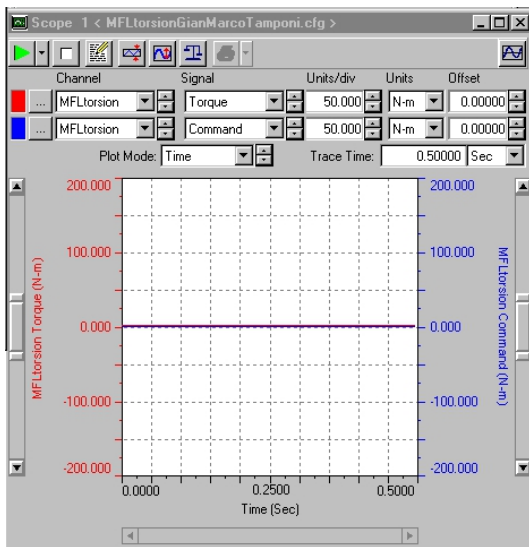 Scope 1 < MFLtorsionGianMarcoTamponi.cfg >
Channel Signal Units/div Units Offset
... MFLtorsion Torque 50.000 N-m 0.00000
... MFLtorsion Command 50.000 N-m 0.00000
Plot Mode: Time Trace Time: 0.50000 Sec
200.000 200.000
100.000 100.000
0.000 0.000
-100.000 -100.000
-200.000 -200.000
MFLtorsion Torque (N-m)
MFLtorsion Command (N-m)
0.0000 0.2500 0.5000
Time (Sec)